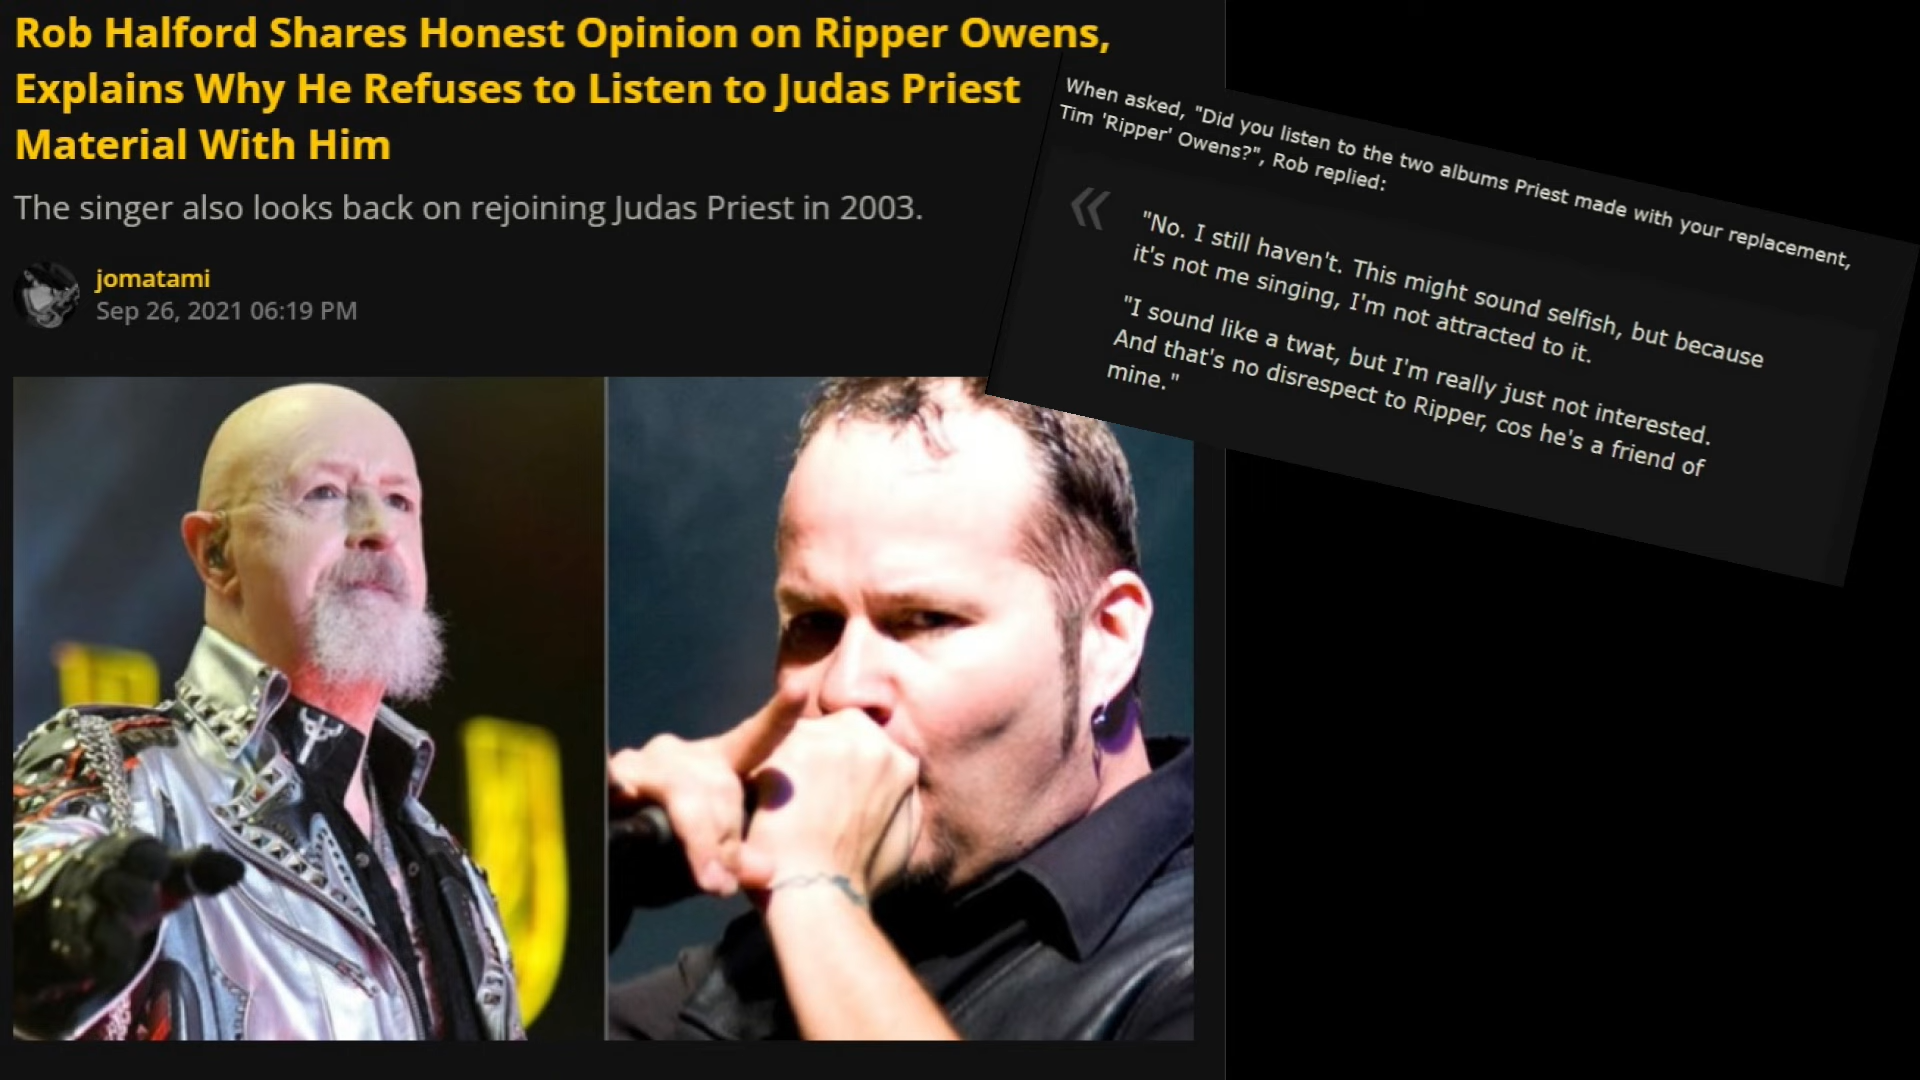 Rob Halford Shares Honest Opinion on Ripper Owens,
Explains Why He Refuses to Listen to Judas Priest
Material With Him
The singer also looks back on rejoining Judas Priest in 2003.
jomatami
Sep 26, 2021 06:19 PM
When asked, "Did you listen to the two albums Priest made with your replacement,
Tim 'Ripper' Owens?", Rob replied:
«
"No. I still haven't. This might sound selfish, but because
it's not me singing, I'm not attracted to it.
"I sound like a twat, but I'm really just not interested.
And that's no disrespect to Ripper, cos he's a friend of
mine."